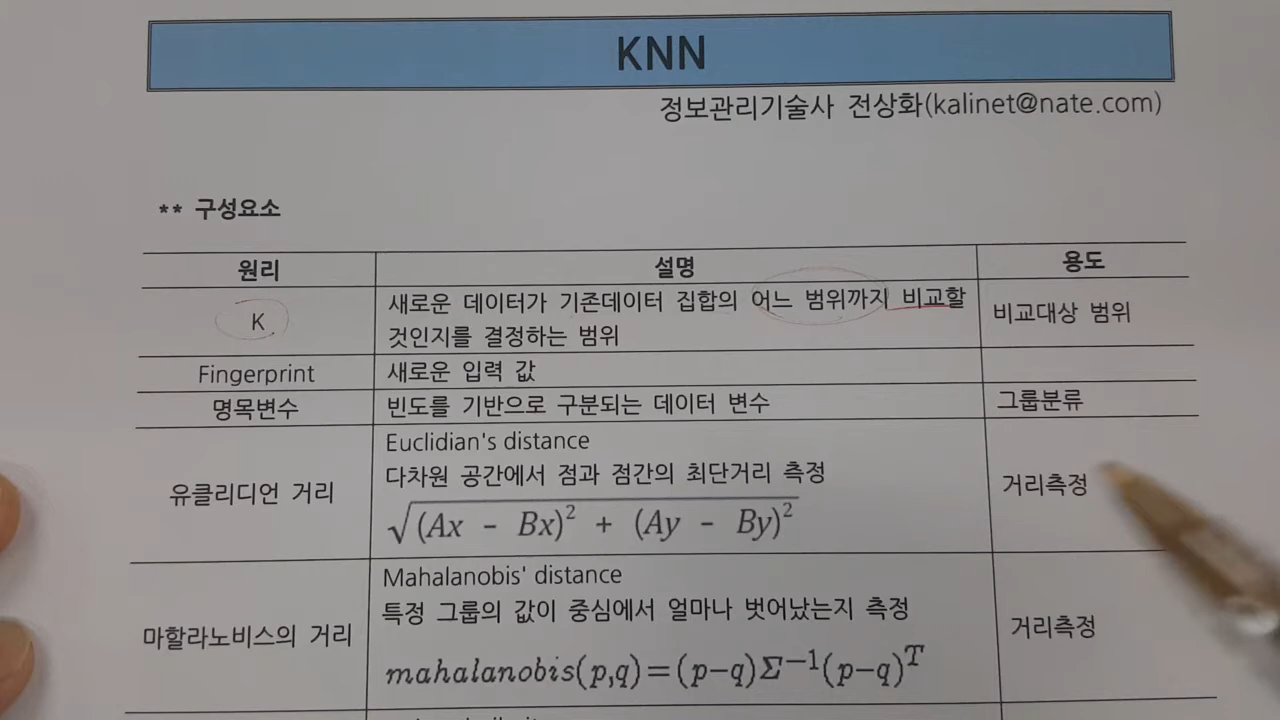 KNN
정보관리기술사 전상화(kalinet@nate.com)
** 구성요소
원리 설명 용도
K 새로운 데이터가 기존데이터 집합의 어느 범위까지 비교할 것인지를 결정하는 범위 비교대상 범위
Fingerprint 새로운 입력 값
명목변수 빈도를 기반으로 구분되는 데이터 변수 그룹분류
유클리디언 거리 Euclidian's distance
다차원 공간에서 점과 점간의 최단거리 측정 거리측정
√(Ax - Bx)² + (Ay - By)²
마할라노비스의 거리 Mahalanobis' distance
특정 그룹의 값이 중심에서 얼마나 벗어났는지 측정 거리측정
mahalanobis(p,q)=(p-q)Σ⁻¹(p-q)ᵀ